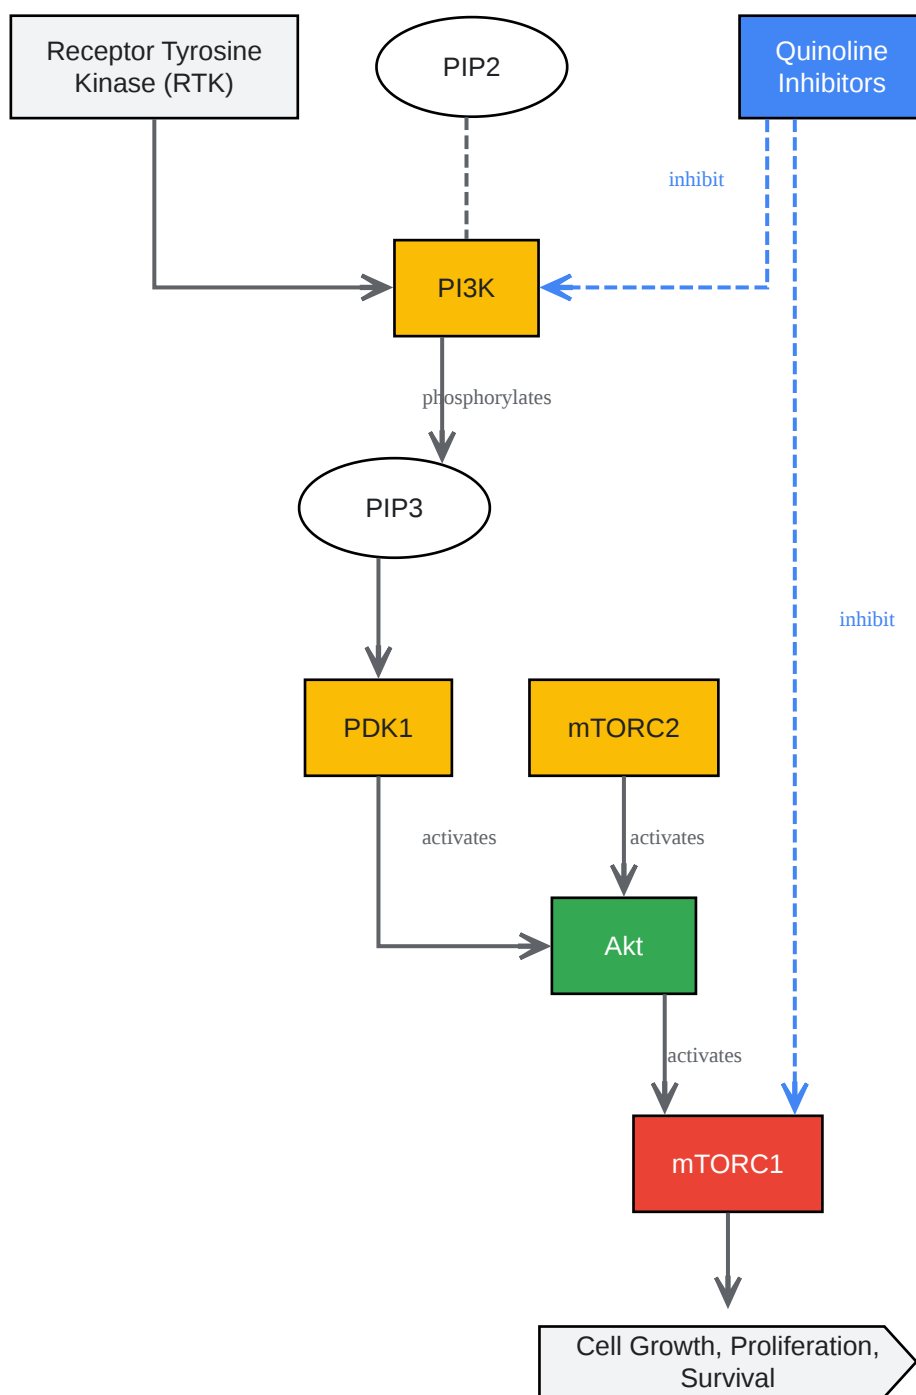 Receptor Tyrosine
Kinase (RTK)
PIP2
Quinoline
Inhibitors
inhibit
PI3K
phosphorylates
PIP3
inhibit
PDK1
mTORC2
activates
activates
Akt
activates
mTORC1
Cell Growth, Proliferation,
Survival